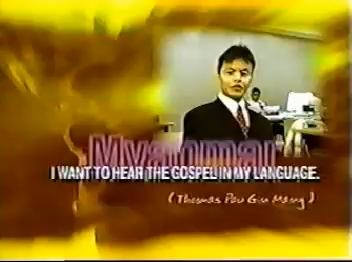 Myanmar
I WANT TO HEAR THE GOSPEL IN MY LANGUAGE.
(Thomas Pau Gin Mang)